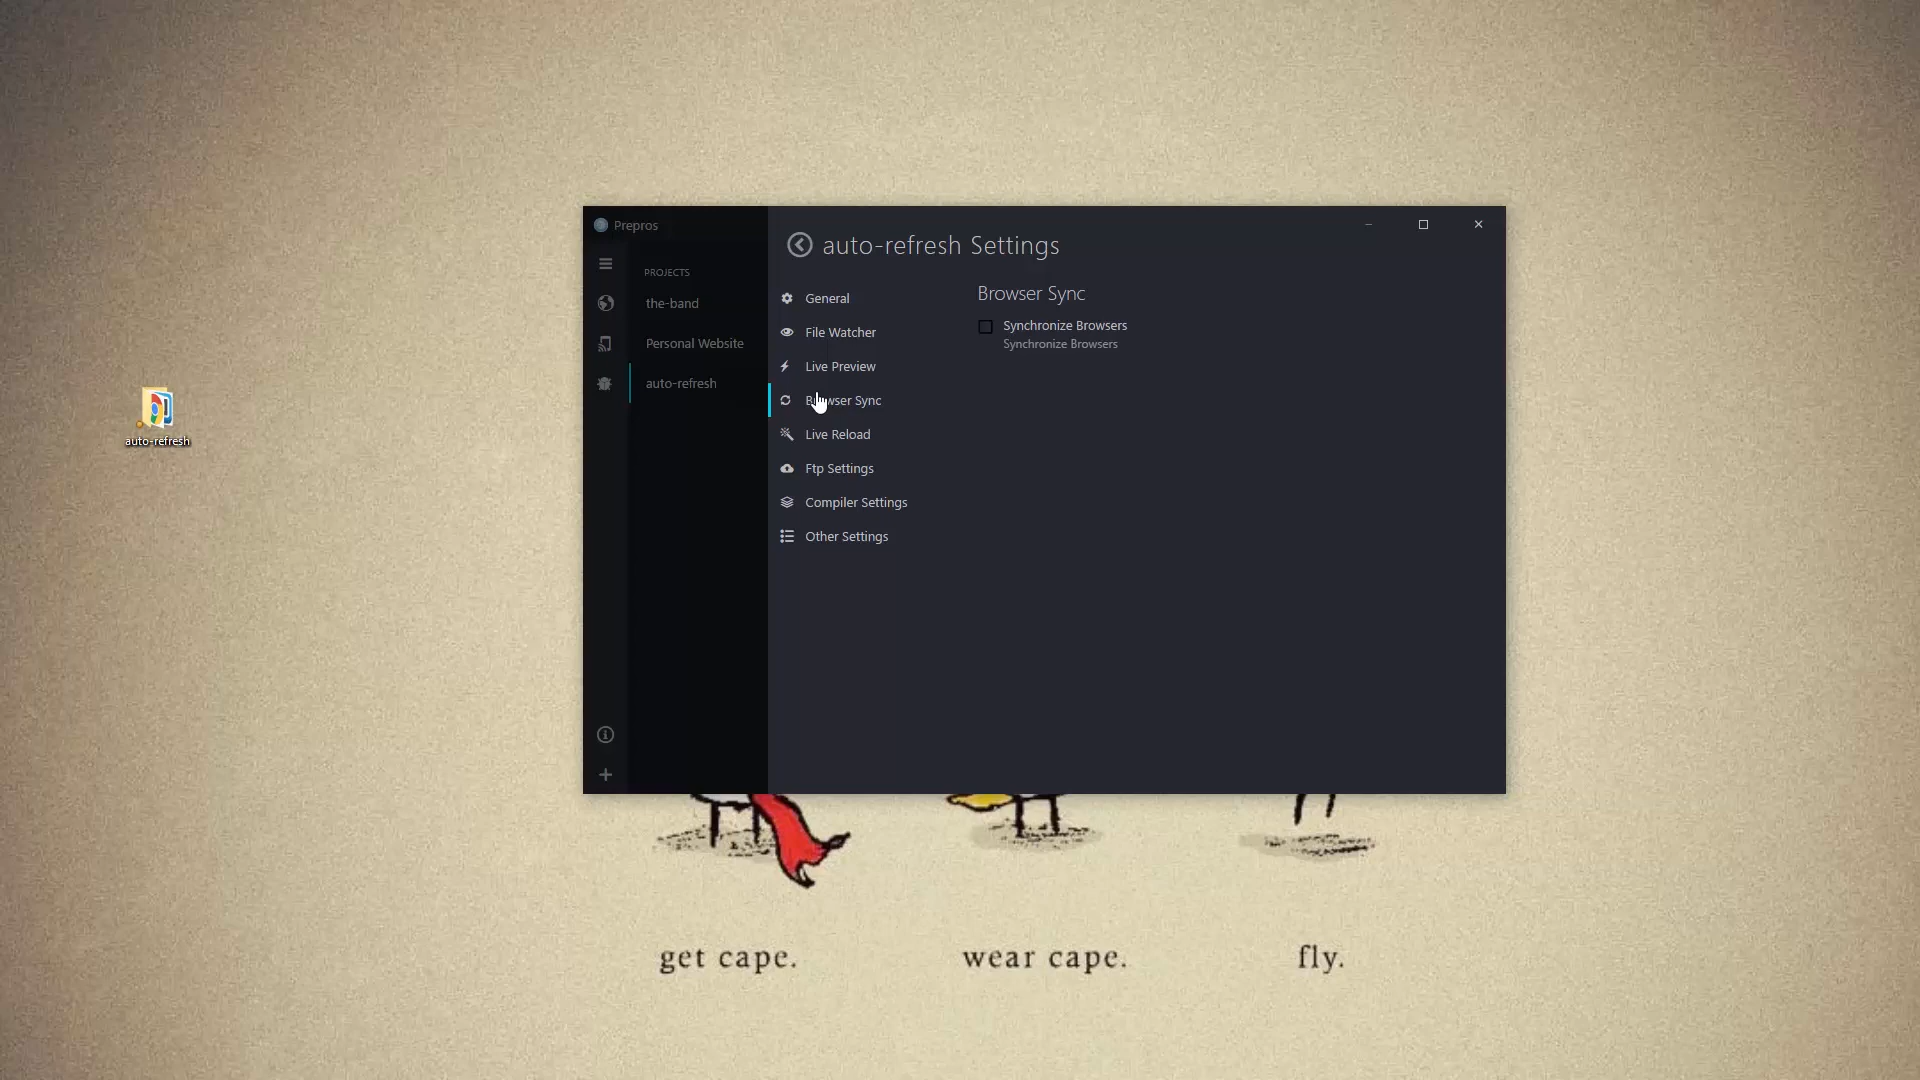 Prepros
auto-refresh Settings
PROJECTS
the-band
Personal Website
auto-refresh
General
File Watcher
Live Preview
Browser Sync
Live Reload
Ftp Settings
Compiler Settings
Other Settings
Browser Sync
Synchronize Browsers
Synchronize Browsers
auto-refresh
get cape.
wear cape.
fly.